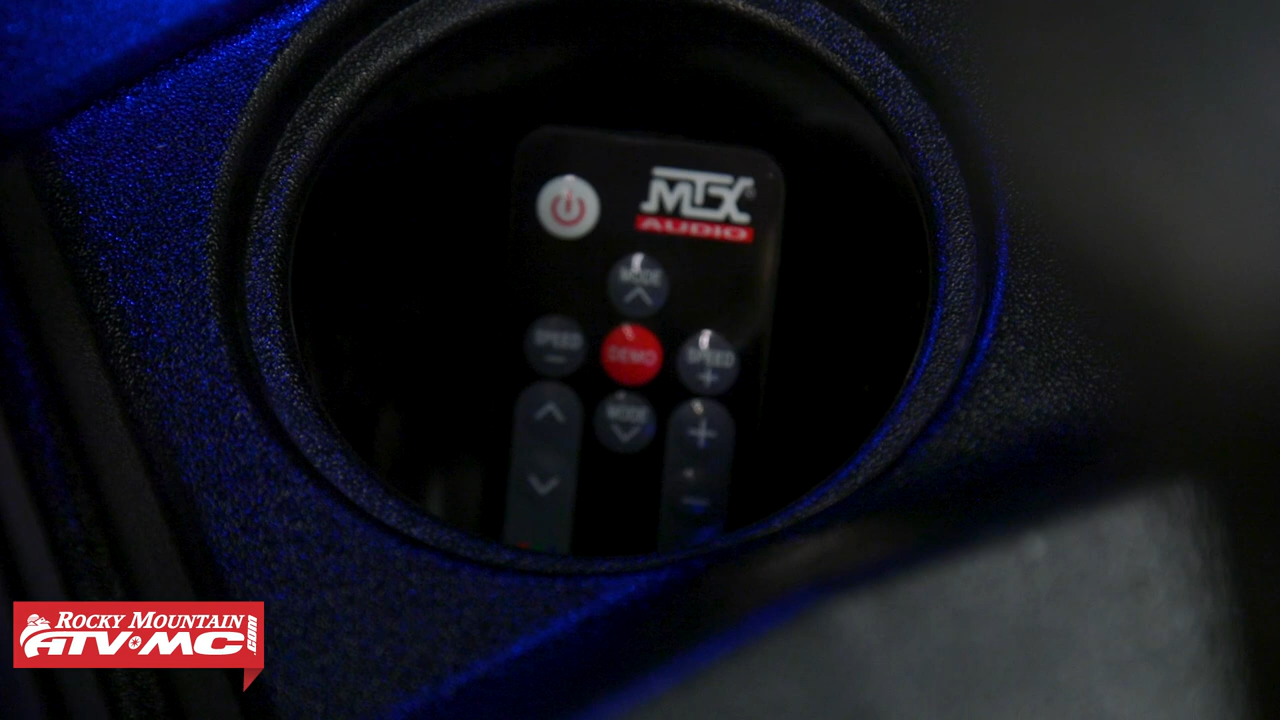 MTX
AUDIO
MODE
SPEED
DEMO
SPEED
MODE
ROCKY MOUNTAIN
ATV MC .com